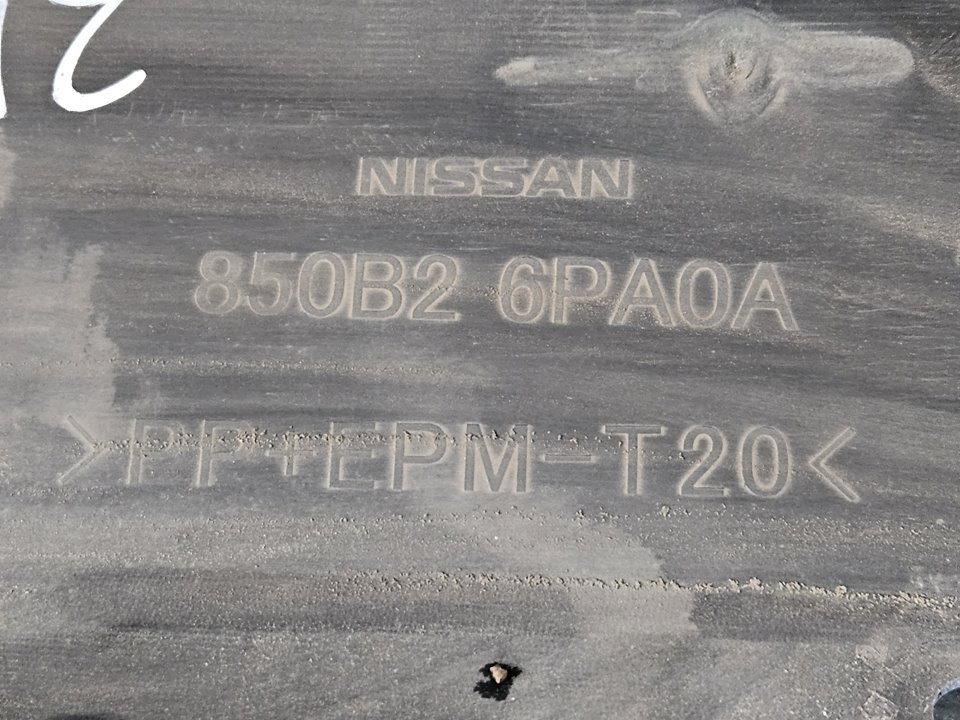 NISSAN
850B2 6PA0A
>PP+EPM-T20<